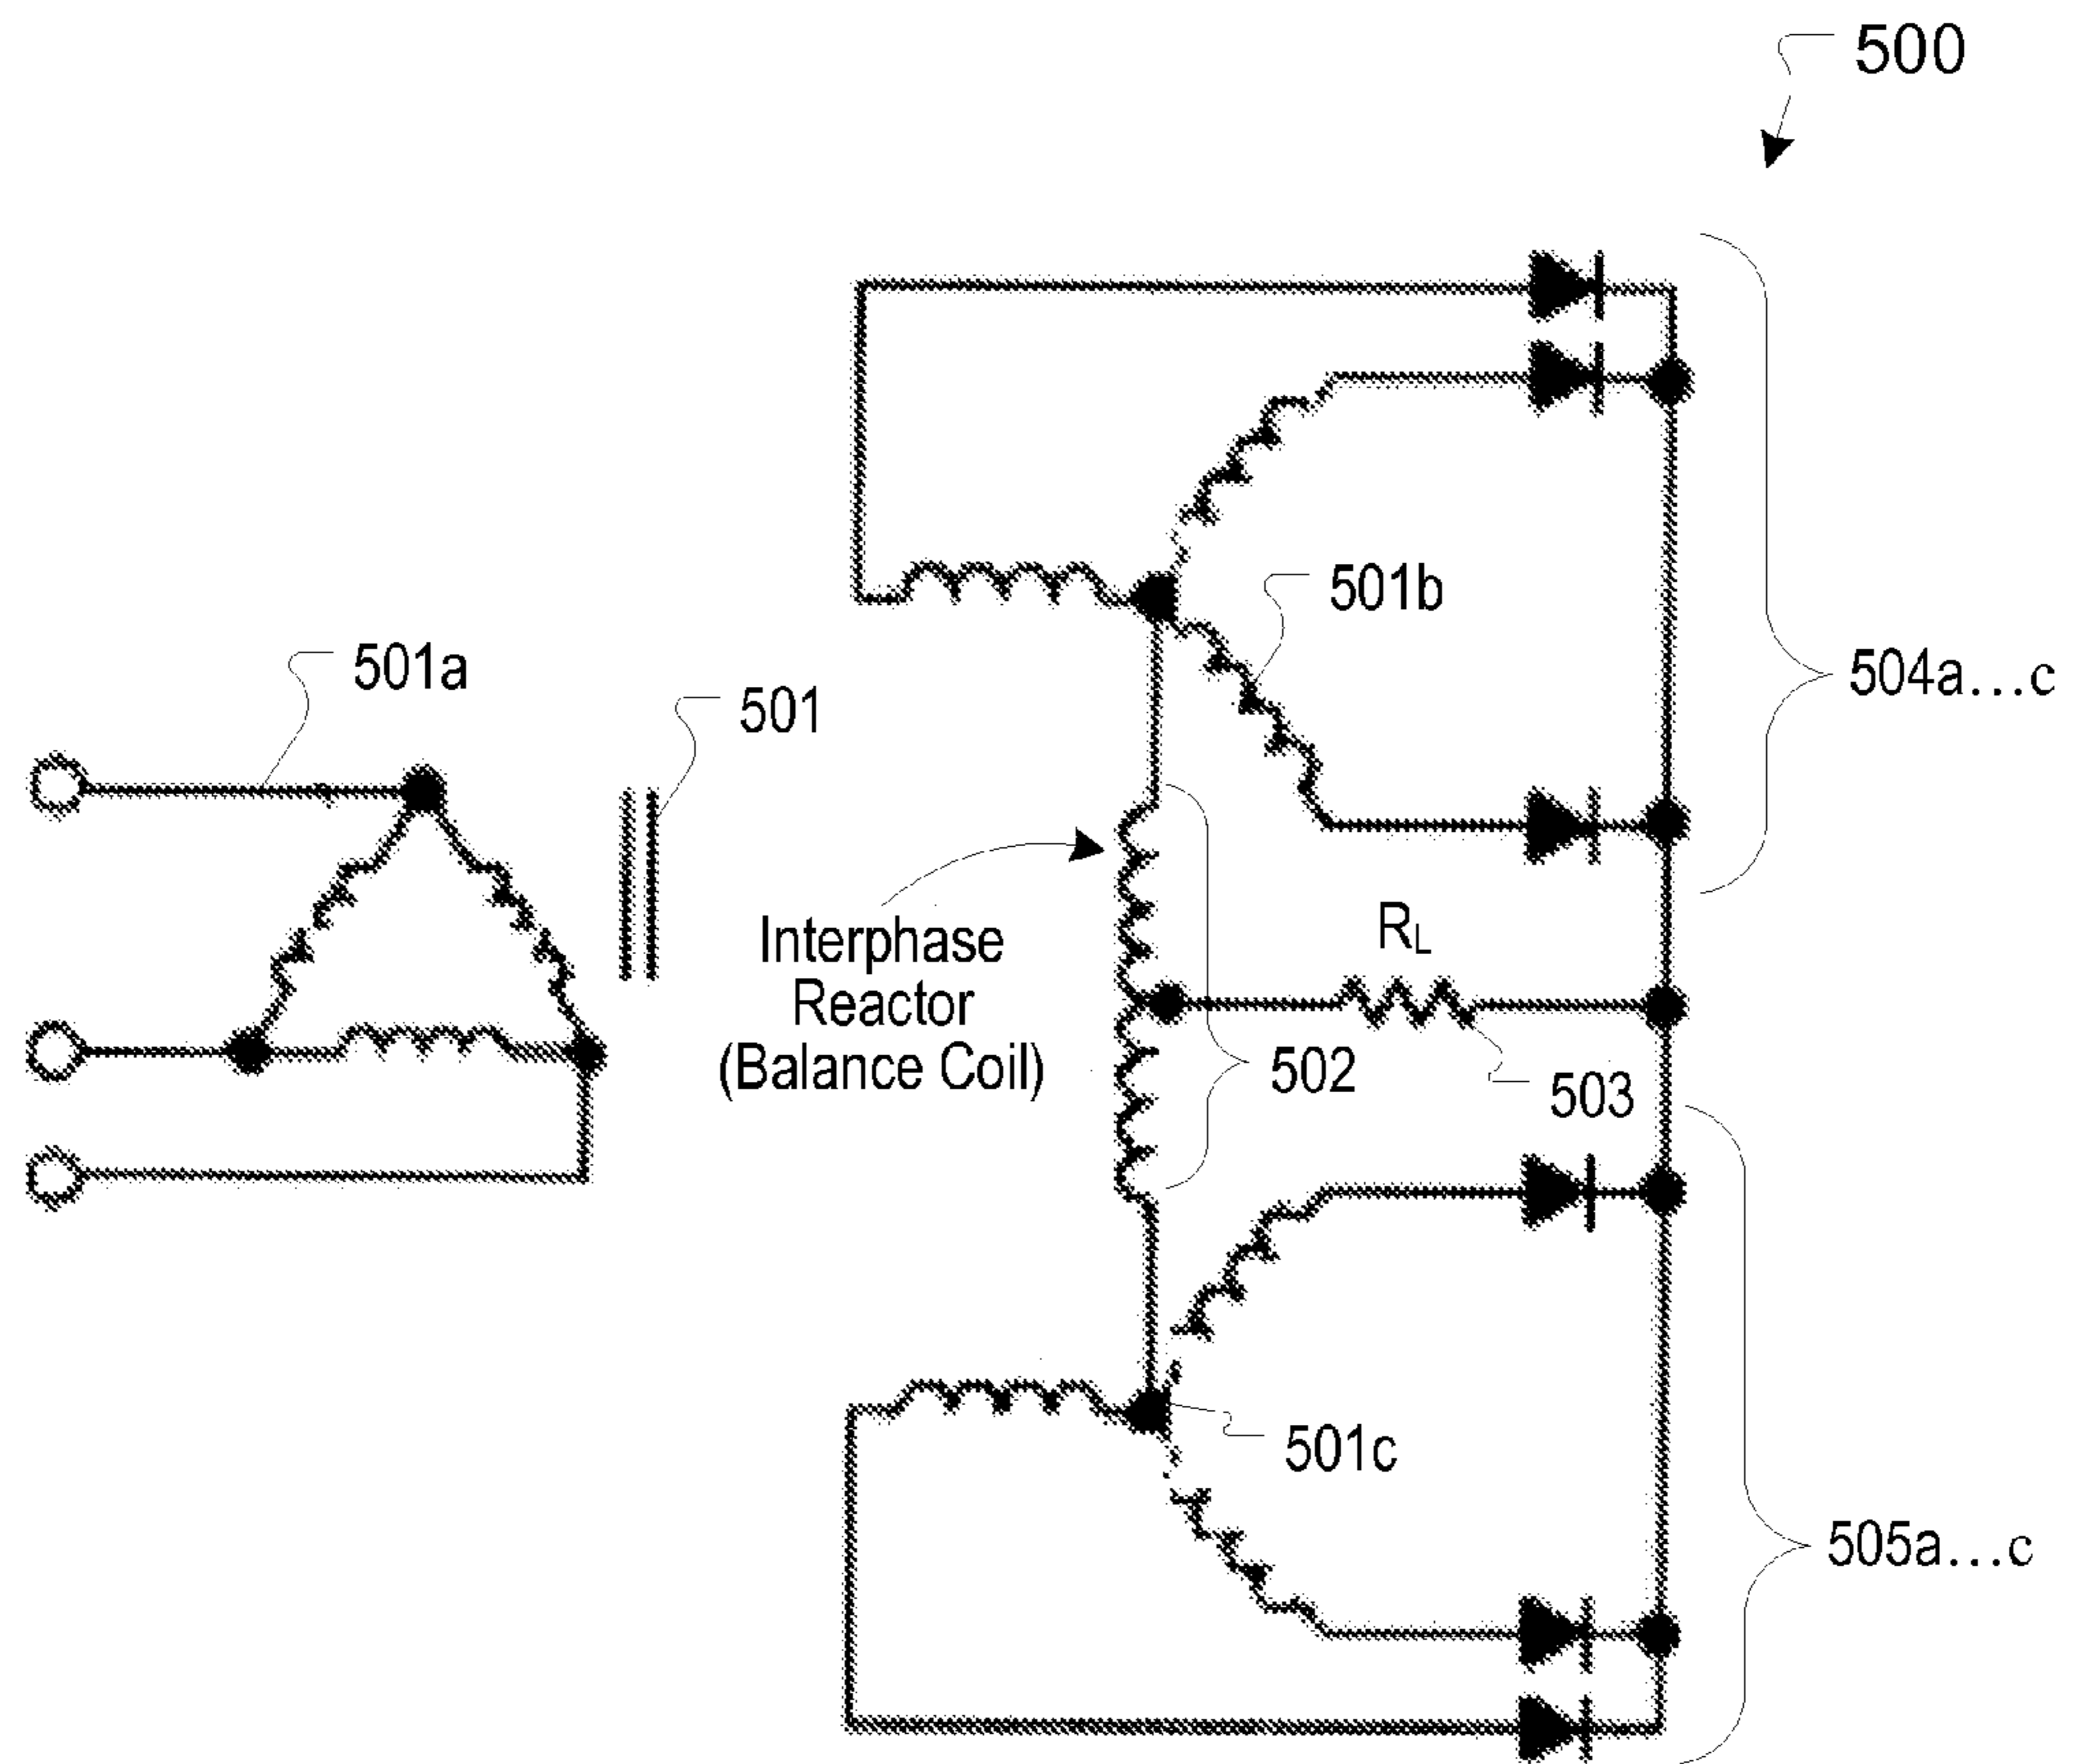 500
501b
501a
501
504a...c
Interphase
Reactor
(Balance Coil)
RL
502
503
501c
505a...c